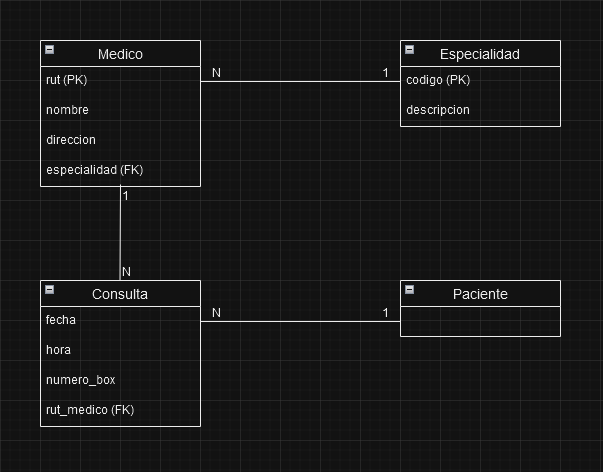 Medico
rut (PK)
nombre
direccion
especialidad (FK)
N
1
Especialidad
codigo (PK)
descripcion
1
N
Consulta
fecha
hora
numero_box
rut_medico (FK)
N
1
Paciente